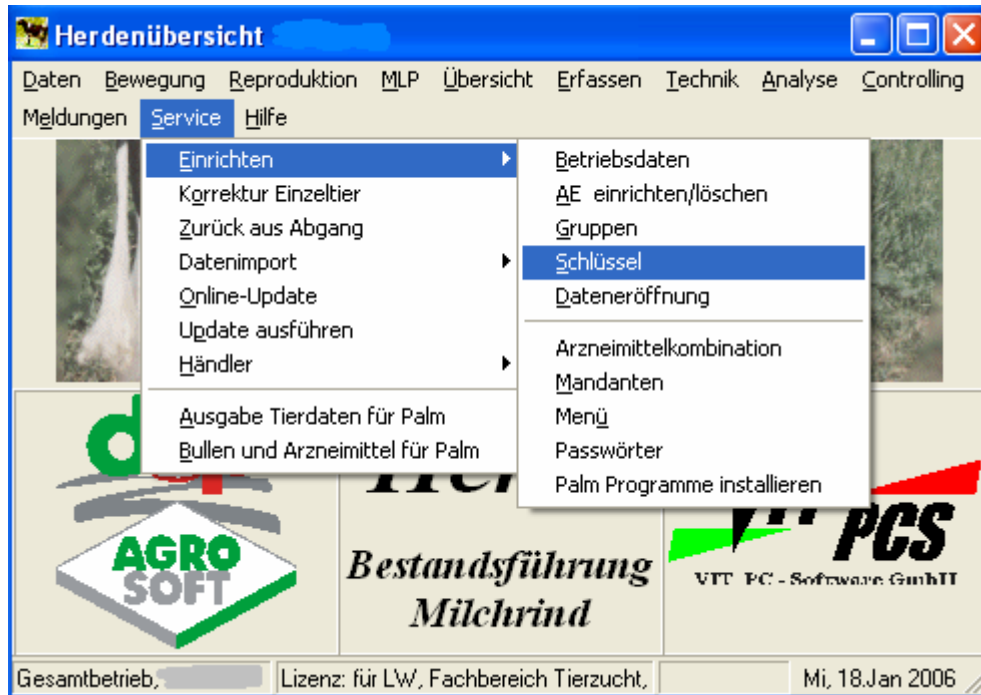 Herdenübersicht
Daten Bewegung Reproduktion MLP Übersicht Erfassen Technik Analyse Controlling
Meldungen Service Hilfe
Einrichten
Korrektur Einzeltier
Zurück aus Abgang
Datenimport
Online-Update
Update ausführen
Händler
Ausgabe Tierdaten für Palm
Bullen und Arzneimittel für Palm
Betriebsdaten
AE einrichten/löschen
Gruppen
Schlüssel
Dateneröffnung
Arzneimittelkombination
Mandanten
Menü
Passwörter
Palm Programme installieren
AGRO
SOFT
Bestandsführung
Milchrind
PCS
VIT PC - Software GmbH
Gesamtbetrieb, Lizenz: für LW, Fachbereich Tierzucht, Mi, 18.Jan 2006